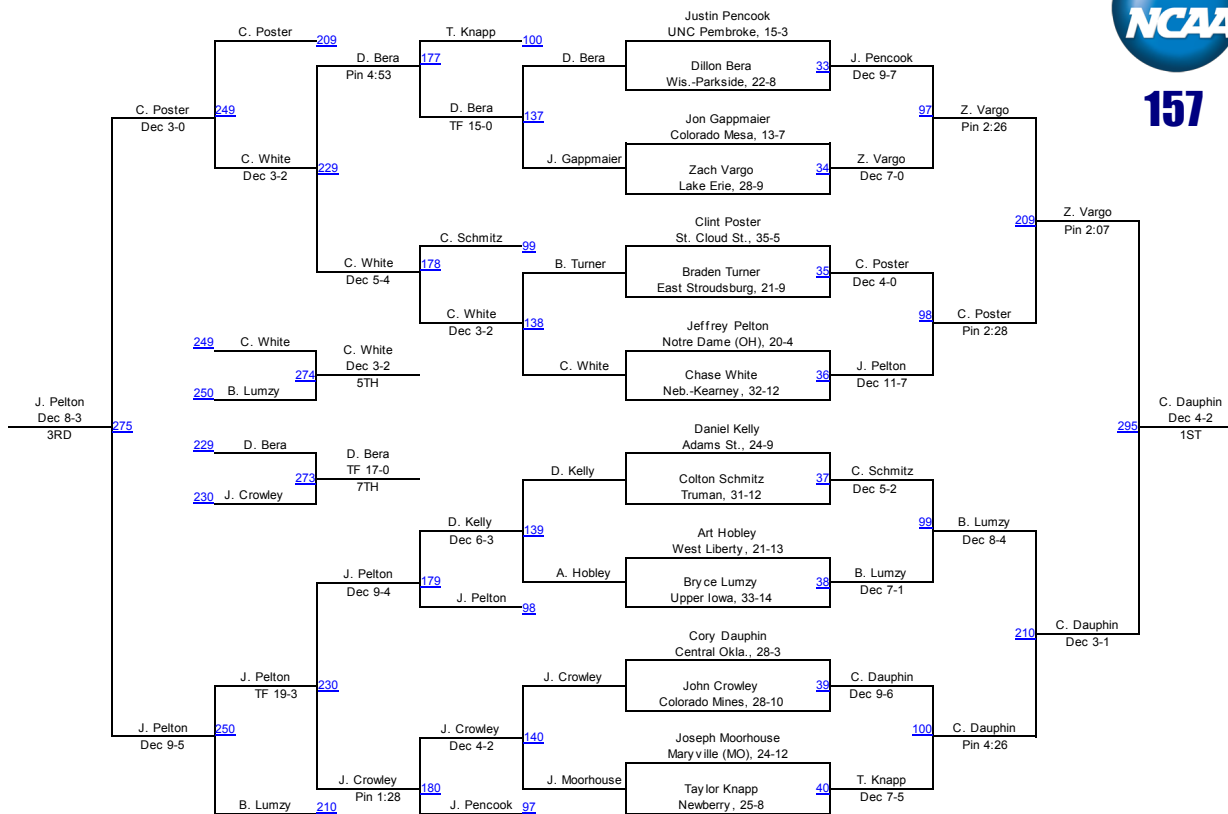 Justin Pencook
UNC Pembroke, 15-3
C. Poster
209
T. Knapp
100
D. Bera
Pin 4:53
177
D. Bera
Dillon Bera
Wis.-Parkside, 22-8
33
J. Pencook
Dec 9-7
NCAA
157
C. Poster
Dec 3-0
249
D. Bera
TF 15-0
137
Jon Gappmaier
Colorado Mesa, 13-7
97
Z. Vargo
Pin 2:26
C. White
Dec 3-2
229
J. Gappmaier
Zach Vargo
Lake Erie, 28-9
34
Z. Vargo
Dec 7-0
Clint Poster
St. Cloud St., 35-5
209
Z. Vargo
Pin 2:07
C. Schmitz
99
C. White
Dec 5-4
178
B. Turner
Braden Turner
East Stroudsburg, 21-9
35
C. Poster
Dec 4-0
C. White
Dec 3-2
138
Jeffrey Pelton
Notre Dame (OH), 20-4
98
C. Poster
Pin 2:28
249
C. White
C. White
Dec 3-2
5TH
274
250
B. Lumzy
C. White
Chase White
Neb.-Kearney, 32-12
36
J. Pelton
Dec 11-7
J. Pelton
Dec 8-3
3RD
275
Daniel Kelly
Adams St., 24-9
295
C. Dauphin
Dec 4-2
1ST
229
D. Bera
D. Bera
TF 17-0
7TH
273
230
J. Crowley
D. Kelly
Colton Schmitz
Truman, 31-12
37
C. Schmitz
Dec 5-2
D. Kelly
Dec 6-3
139
Art Hobley
West Liberty, 21-13
99
B. Lumzy
Dec 8-4
J. Pelton
Dec 9-4
179
A. Hobley
Bryce Lumzy
Upper Iowa, 33-14
38
B. Lumzy
Dec 7-1
J. Pelton
98
Cory Dauphin
Central Okla., 28-3
210
C. Dauphin
Dec 3-1
J. Pelton
TF 19-3
230
J. Crowley
John Crowley
Colorado Mines, 28-10
39
C. Dauphin
Dec 9-6
J. Pelton
Dec 9-5
250
J. Crowley
Dec 4-2
140
Joseph Moorhouse
Maryville (MO), 24-12
100
C. Dauphin
Pin 4:26
J. Crowley
Pin 1:28
180
J. Moorhouse
Taylor Knapp
Newberry, 25-8
40
T. Knapp
Dec 7-5
B. Lumzy
210
J. Pencook
97